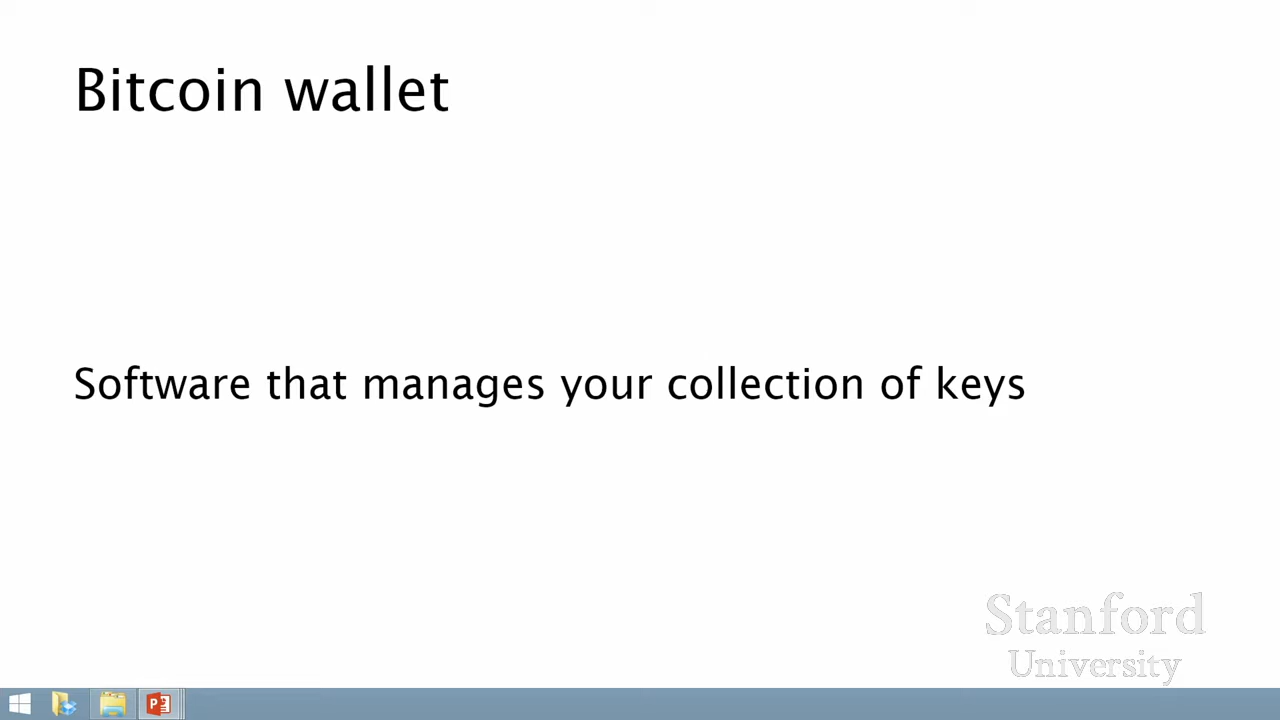 Bitcoin wallet
Software that manages your collection of keys
Stanford
University
P